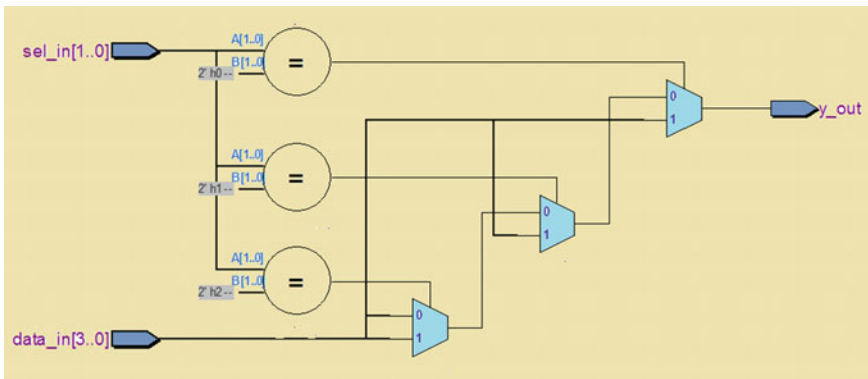 sel_in[1..0]
A[1..0]
B[1..0]
2' h0 --
=
0
1
y_out
A[1..0]
B[1..0]
2' h1 --
=
0
1
A[1..0]
B[1..0]
2' h2 --
=
0
1
data_in[3..0]